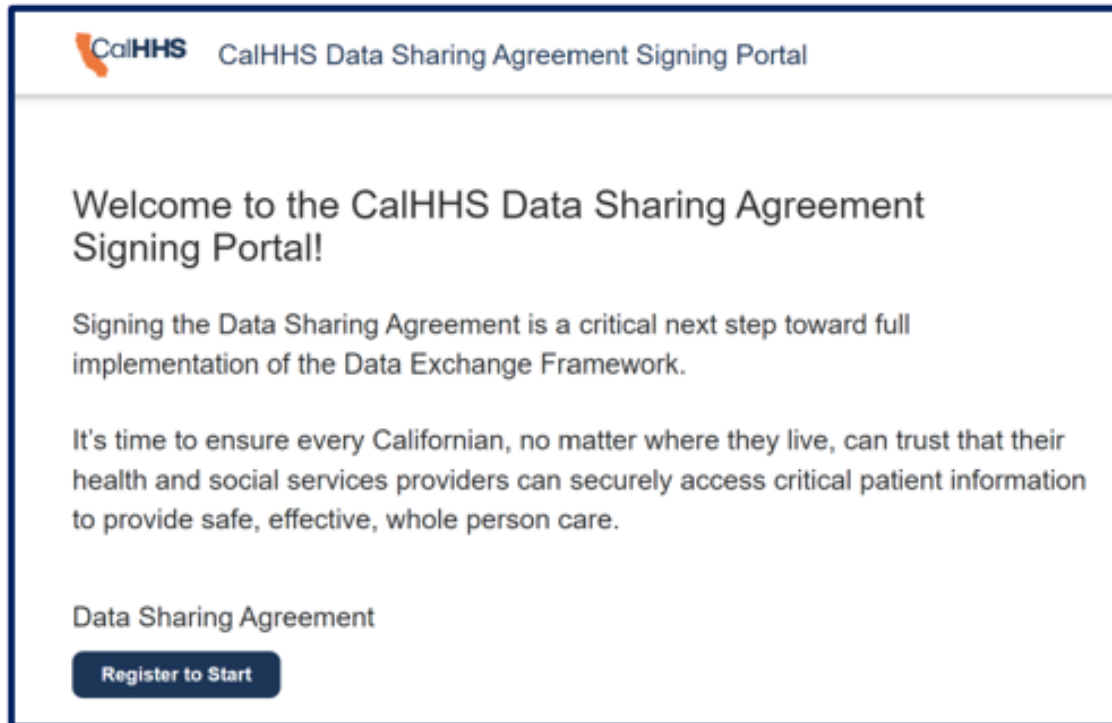 CalHHS CalHHS Data Sharing Agreement Signing Portal
Welcome to the CalHHS Data Sharing Agreement
Signing Portal!
Signing the Data Sharing Agreement is a critical next step toward full
implementation of the Data Exchange Framework.
It's time to ensure every Californian, no matter where they live, can trust that their
health and social services providers can securely access critical patient information
to provide safe, effective, whole person care.
Data Sharing Agreement
Register to Start